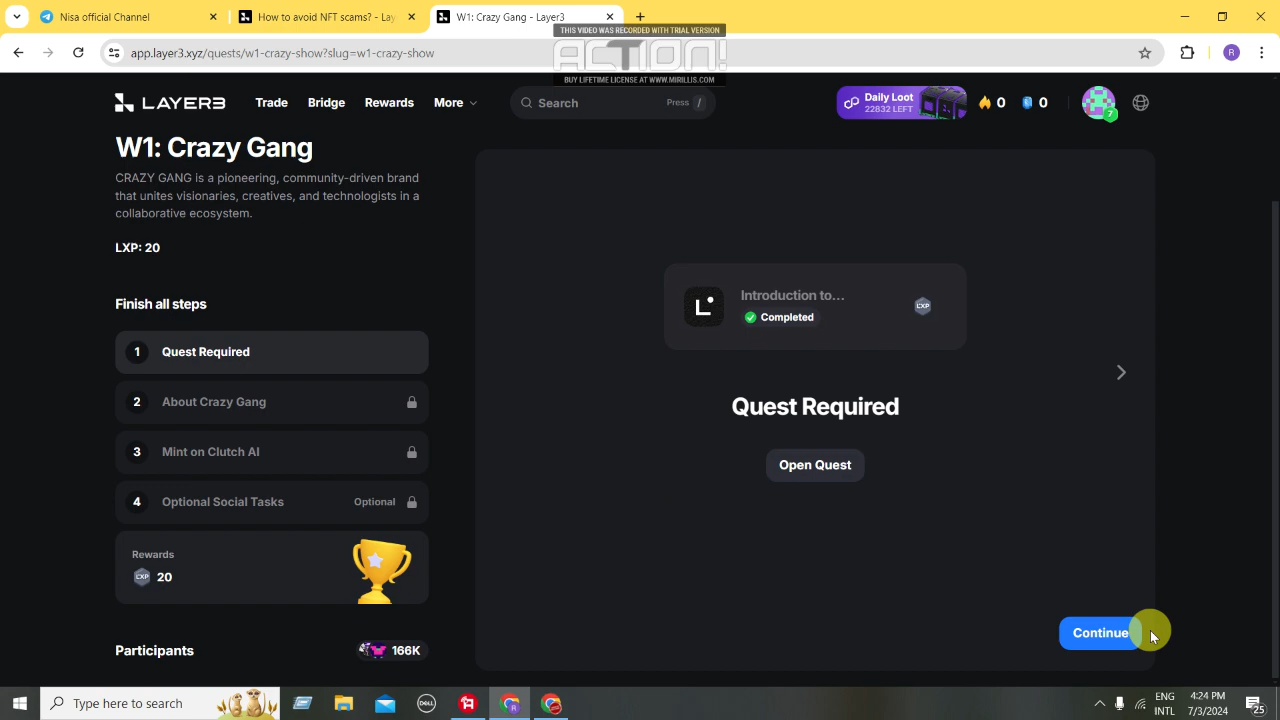 Nisa official Channel
How to avoid NFT scams? - Lay
W1: Crazy Gang - Layer3
THIS VIDEO WAS RECORDED WITH TRIAL VERSION
ACTION!
BUY LIFETIME LICENSE AT WWW.MIRILLIS.COM
app.layer3.xyz/quests/w1-crazy-show?slug=w1-crazy-show
R
LAYER3
Trade
Bridge
Rewards
More
Search
Press /
Daily Loot
22832 LEFT
0
0
7
W1: Crazy Gang
CRAZY GANG is a pioneering, community-driven brand
that unites visionaries, creatives, and technologists in a
collaborative ecosystem.
LXP: 20
Finish all steps
1 Quest Required
2 About Crazy Gang
3 Mint on Clutch AI
4 Optional Social Tasks Optional
Rewards
LXP 20
Participants 166K
Introduction to...
Completed
LXP
Quest Required
Open Quest
Continue
Type here to search
DELL
R
ENG
INTL
4:24 PM
7/3/2024
25